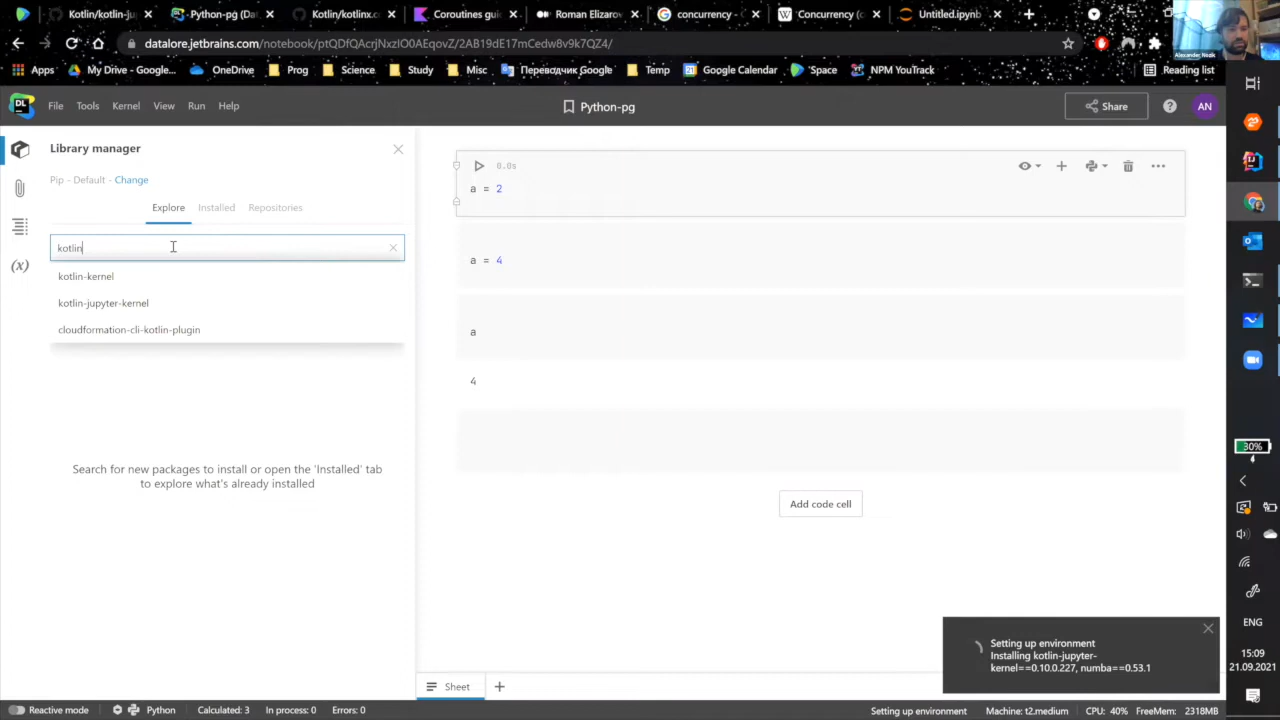 Kotlin/kotlin-ju
Python-pg (Dat
Kotlin/kotlinx.c
Coroutines gui
Roman Elizarov
concurrency -
Concurrency (c
Untitled.ipynb
datalore.jetbrains.com/notebook/ptQDfQAcrjNxzIO0AEqovZ/2AB19dE17mCedw8v9k7QZ4/
Alexander Nozik
Apps
My Drive - Google...
OneDrive
Prog
Science
Study
Misc
Переводчик Google
Temp
Google Calendar
Space
NPM YouTrack
Reading list
DL
File
Tools
Kernel
View
Run
Help
Python-pg
Share
AN
Library manager
Pip - Default - Change
Explore
Installed
Repositories
kotlin
kotlin-kernel
kotlin-jupyter-kernel
cloudformation-cli-kotlin-plugin
Search for new packages to install or open the 'Installed' tab
to explore what's already installed
(x)
0.0s
a = 2
a = 4
a
4
Add code cell
Setting up environment
Installing kotlin-jupyter-
kernel==0.10.0.227, numba==0.53.1
Sheet
Reactive mode
Python
Calculated: 3
In process: 0
Errors: 0
Setting up environment
Machine: t2.medium
CPU: 40%
FreeMem: 2318MB
30%
ENG
15:09
21.09.2021